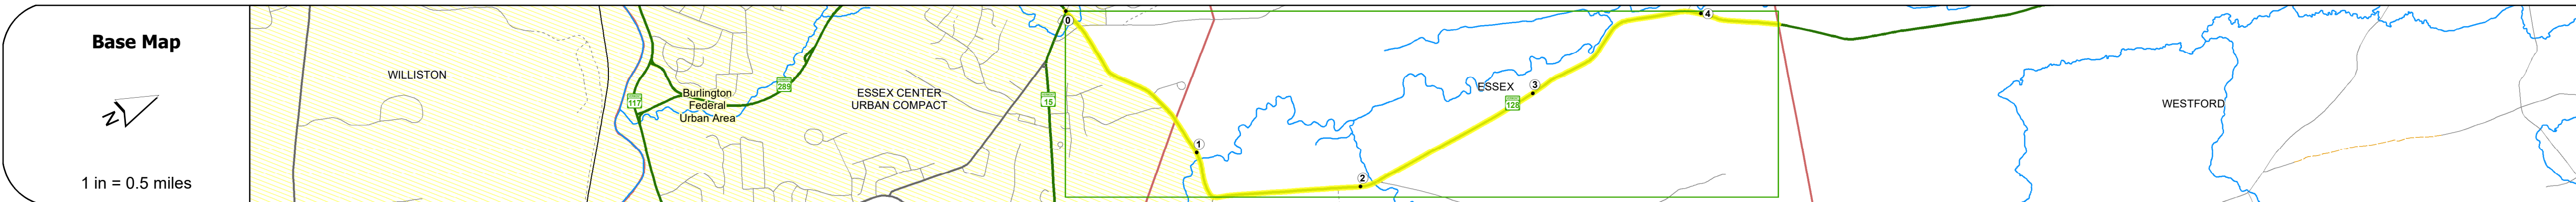 Base Map
N
1 in = 0.5 miles
WILLISTON
117
Burlington
Federal
Urban Area
289
ESSEX CENTER
URBAN COMPACT
15
0
1
2
3
4
ESSEX
128
WESTFORD